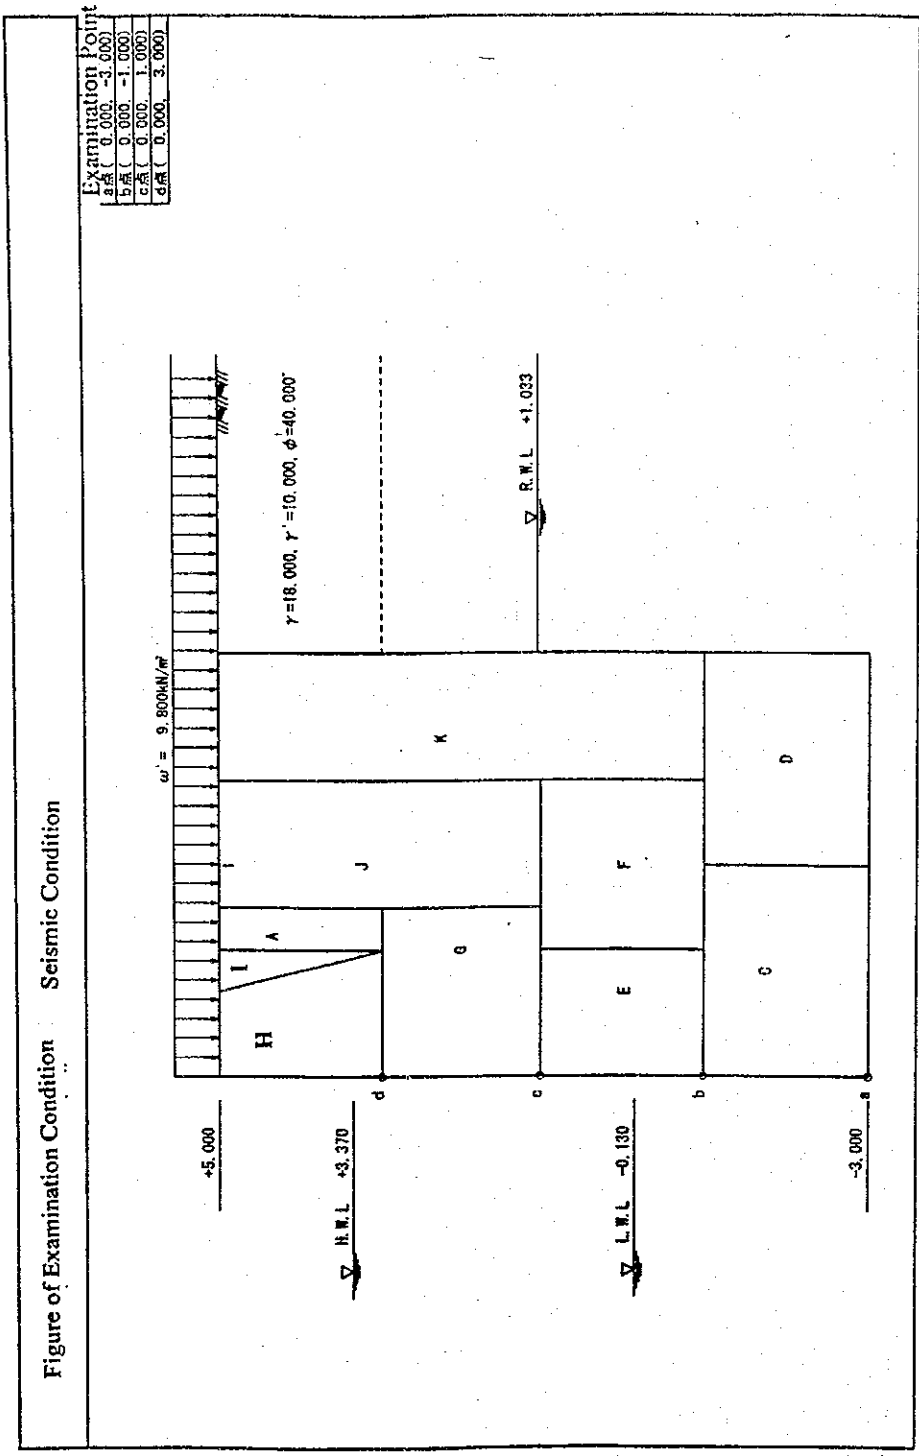 Figure of Examination Condition : Seismic Condition
Examination Point
a点( 0.000, -3.000)
b点( 0.000, -1.000)
c点( 0.000, 1.000)
d点( 0.000, 3.000)
ω' = 9.800kN/㎡
γ=18.000, γ'=10.000, φ=40.000°
+5.000
H
I
A
J
K
H.W.L +3.370
d
G
R.W.L +1.033
c
E
F
L.W.L -0.130
b
C
D
a
-3.000